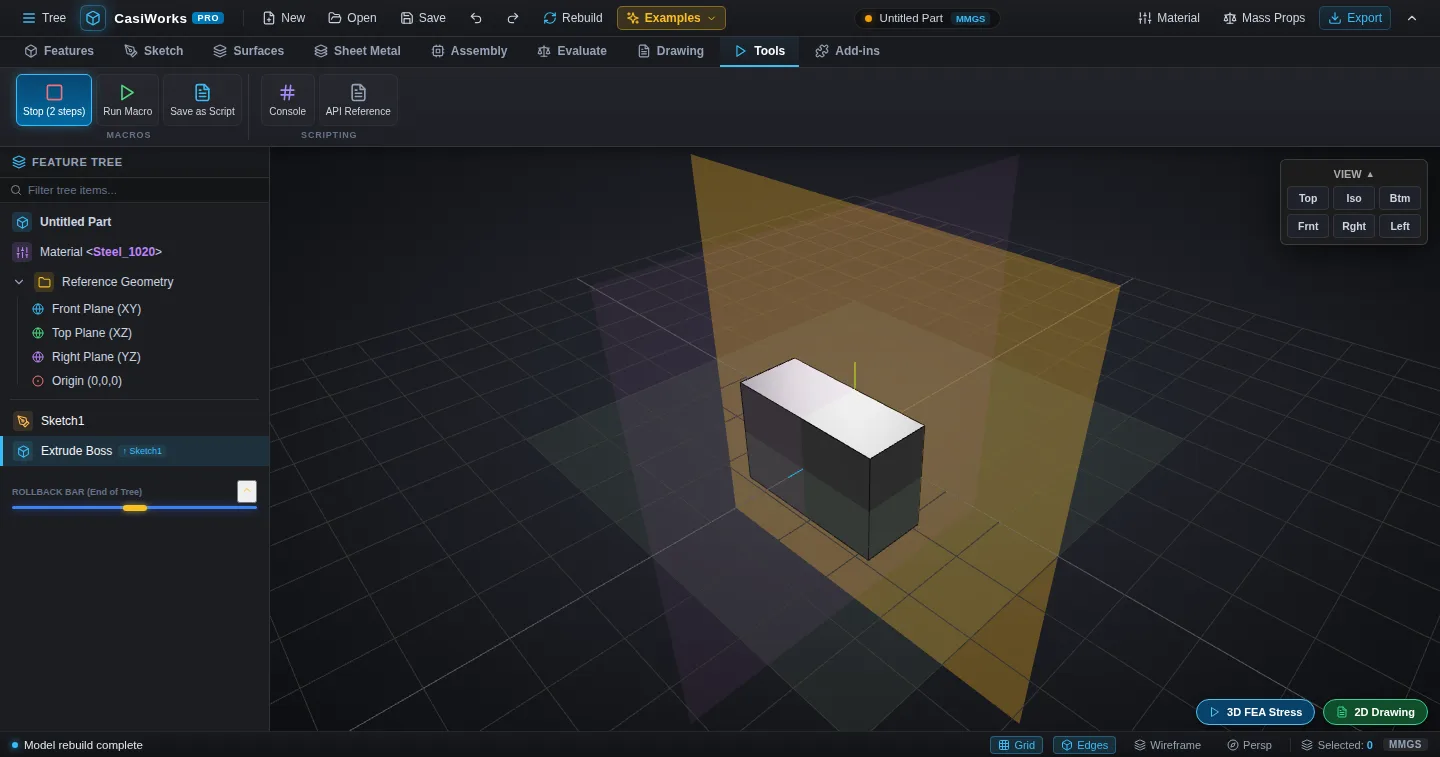 Tree CasiWorks PRO New Open Save Rebuild Examples Untitled Part MMGS Material Mass Props Export
Features Sketch Surfaces Sheet Metal Assembly Evaluate Drawing Tools Add-ins
Stop (2 steps) Run Macro Save as Script Console API Reference
MACROS SCRIPTING
FEATURE TREE
Filter tree items...
Untitled Part
Material <Steel_1020>
Reference Geometry
Front Plane (XY)
Top Plane (XZ)
Right Plane (YZ)
Origin (0,0,0)
Sketch1
Extrude Boss ↑ Sketch1
ROLLBACK BAR (End of Tree)
VIEW ▲
Top Iso Btm
Frnt Rght Left
3D FEA Stress 2D Drawing
Model rebuild complete Grid Edges Wireframe Persp Selected: 0 MMGS